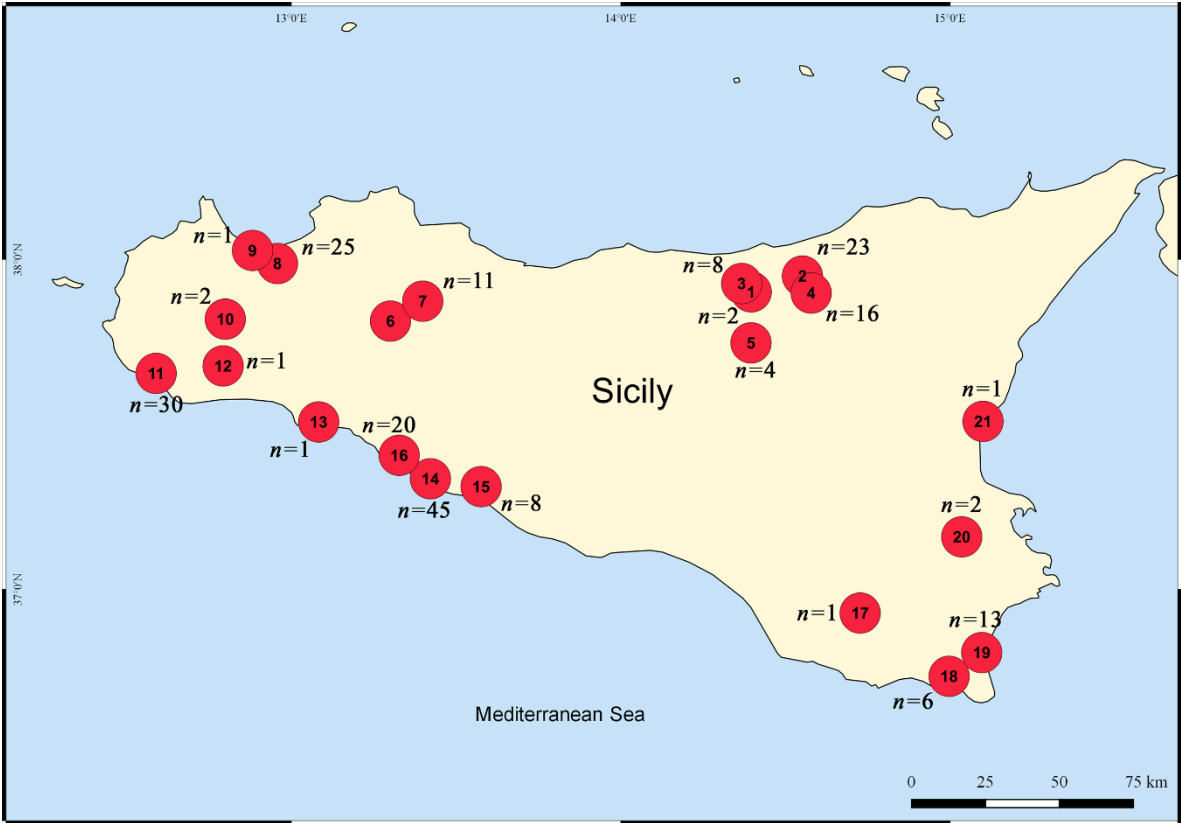 13°0'E 14°0'E 15°0'E
38°0'N
37°0'N
n=1
9
8
n=25
n=2
10
n=11
7
6
n=8
3
1
n=2
n=23
2
4
n=16
5
n=4
11
n=30
12
n=1
Sicily
13
n=1
n=20
16
14
n=45
15
n=8
n=1
21
n=2
20
n=1
17
n=13
19
18
n=6
Mediterranean Sea
0 25 50 75 km